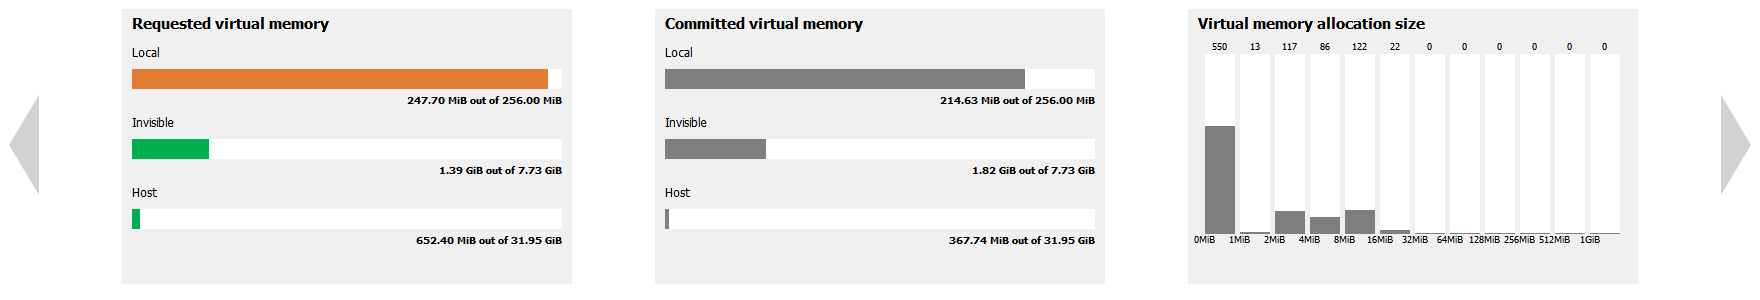 Requested virtual memory
Local
247.70 MiB out of 256.00 MiB
Invisible
1.39 GiB out of 7.73 GiB
Host
652.40 MiB out of 31.95 GiB
Committed virtual memory
Local
214.63 MiB out of 256.00 MiB
Invisible
1.82 GiB out of 7.73 GiB
Host
367.74 MiB out of 31.95 GiB
Virtual memory allocation size
550 13 117 86 122 22 0 0 0 0 0 0
0MiB 1MiB 2MiB 4MiB 8MiB 16MiB 32MiB 64MiB 128MiB 256MiB 512MiB 1GiB